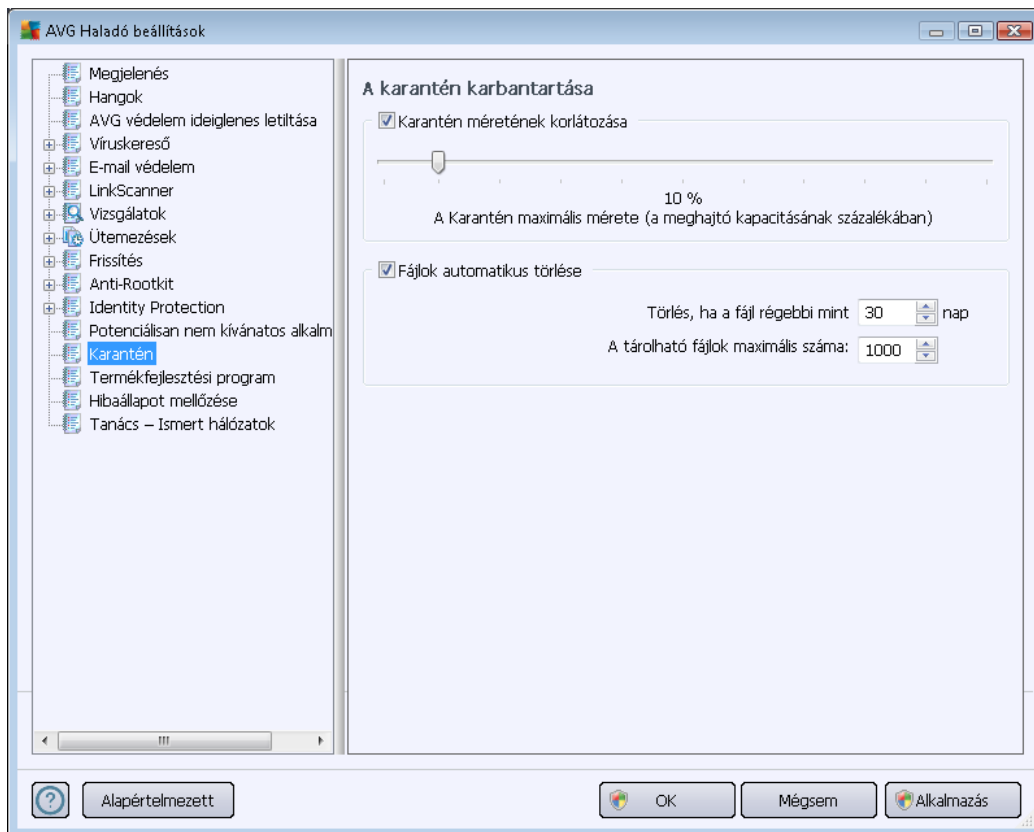 AVG Haladó beállítások
Megjelenés
Hangok
AVG védelem ideiglenes letiltása
Víruskereső
E-mail védelem
LinkScanner
Vizsgálatok
Ütemezések
Frissítés
Anti-Rootkit
Identity Protection
Potenciálisan nem kívánatos alkalm
Karantén
Termékfejlesztési program
Hibaállapot mellőzése
Tanács – Ismert hálózatok
A karantén karbantartása
Karantén méretének korlátozása
10 %
A Karantén maximális mérete (a meghajtó kapacitásának százalékában)
Fájlok automatikus törlése
Törlés, ha a fájl régebbi mint 30 nap
A tárolható fájlok maximális száma: 1000
Alapértelmezett
OK
Mégsem
Alkalmazás